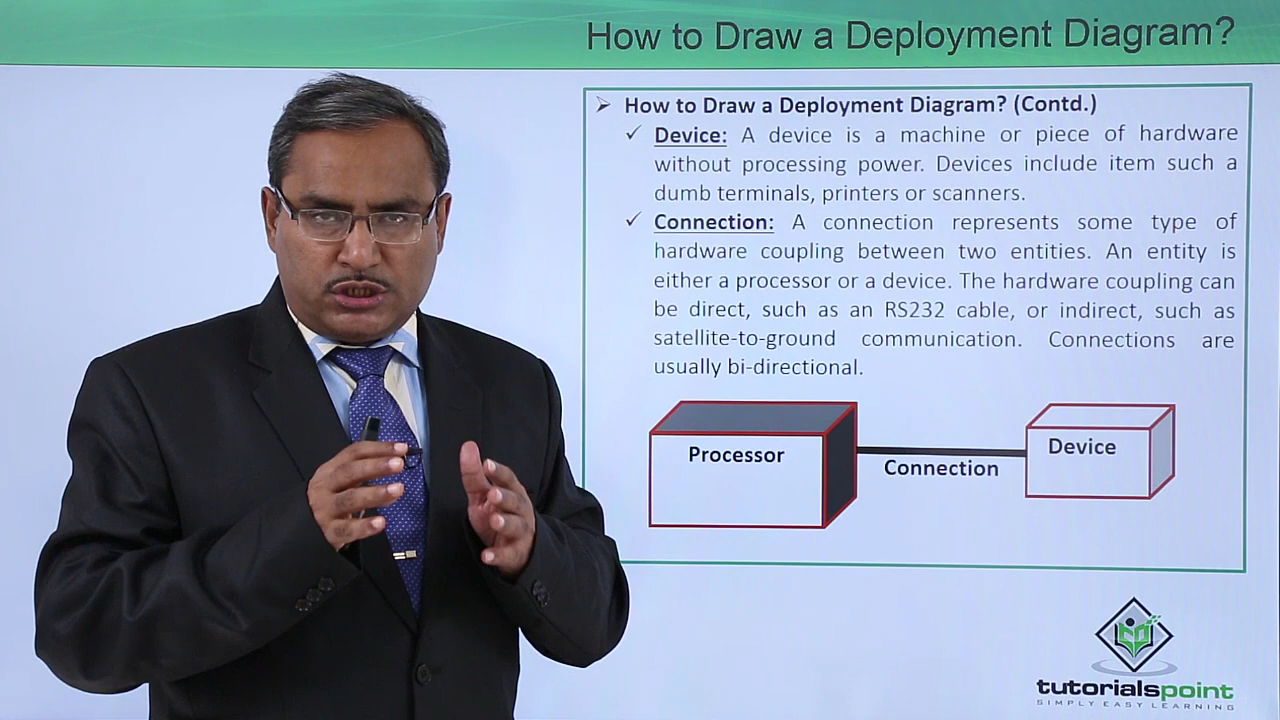 How to Draw a Deployment Diagram?
➢ How to Draw a Deployment Diagram? (Contd.)
✓ Device: A device is a machine or piece of hardware
without processing power. Devices include item such a
dumb terminals, printers or scanners.
✓ Connection: A connection represents some type of
hardware coupling between two entities. An entity is
either a processor or a device. The hardware coupling can
be direct, such as an RS232 cable, or indirect, such as
satellite-to-ground communication. Connections are
usually bi-directional.
Processor
Connection
Device
tutorialspoint
SIMPLY EASY LEARNING